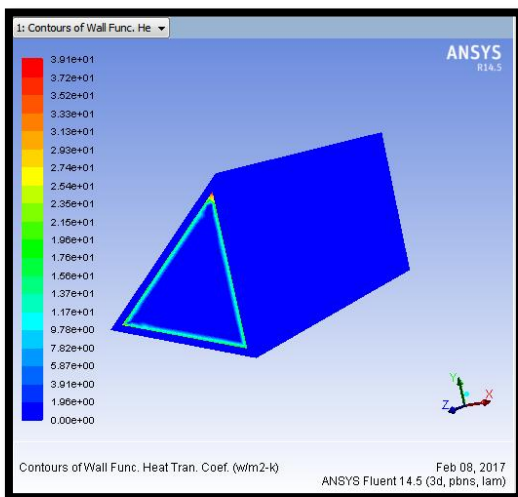 1: Contours of Wall Func. He
ANSYS
R14.5
3.91e+01
3.72e+01
3.52e+01
3.33e+01
3.13e+01
2.93e+01
2.74e+01
2.54e+01
2.35e+01
2.15e+01
1.96e+01
1.76e+01
1.56e+01
1.37e+01
1.17e+01
9.78e+00
7.82e+00
5.87e+00
3.91e+00
1.96e+00
0.00e+00
Y
Z
X
Contours of Wall Func. Heat Tran. Coef. (w/m2-k)
Feb 08, 2017
ANSYS Fluent 14.5 (3d, pbns, lam)